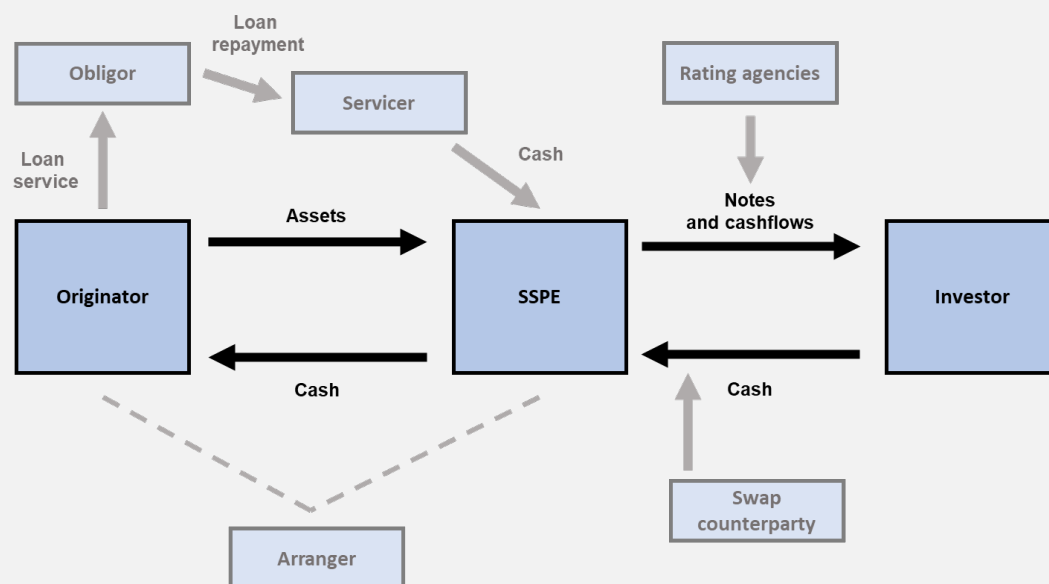 Loan
repayment
Obligor
Rating agencies
Servicer
Loan
service
Cash
Assets
Notes
and cashflows
Originator
SSPE
Investor
Cash
Cash
Swap
counterparty
Arranger